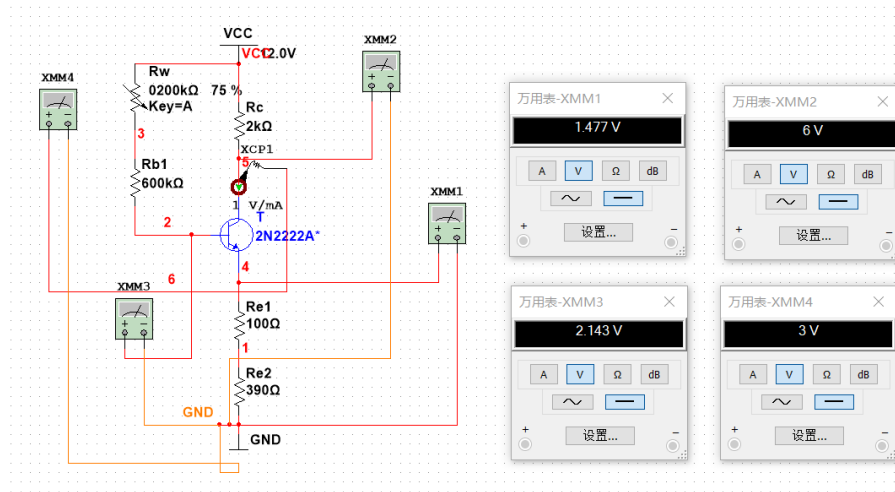 VCC
VCC
12.0V
XMM2
XMM4
Rw
0200kΩ
75 %
Key=A
Rc
2kΩ
3
XCP1
5
Rb1
600kΩ
1 V/mA
XMM1
T
2
2N2222A*
4
6
XMM3
Re1
100Ω
1
Re2
390Ω
GND
GND
万用表-XMM1
1.477 V
A V Ω dB
设置...
+ −
万用表-XMM2
6 V
A V Ω dB
设置...
+ −
万用表-XMM3
2.143 V
A V Ω dB
设置...
+ −
万用表-XMM4
3 V
A V Ω dB
设置...
+ −